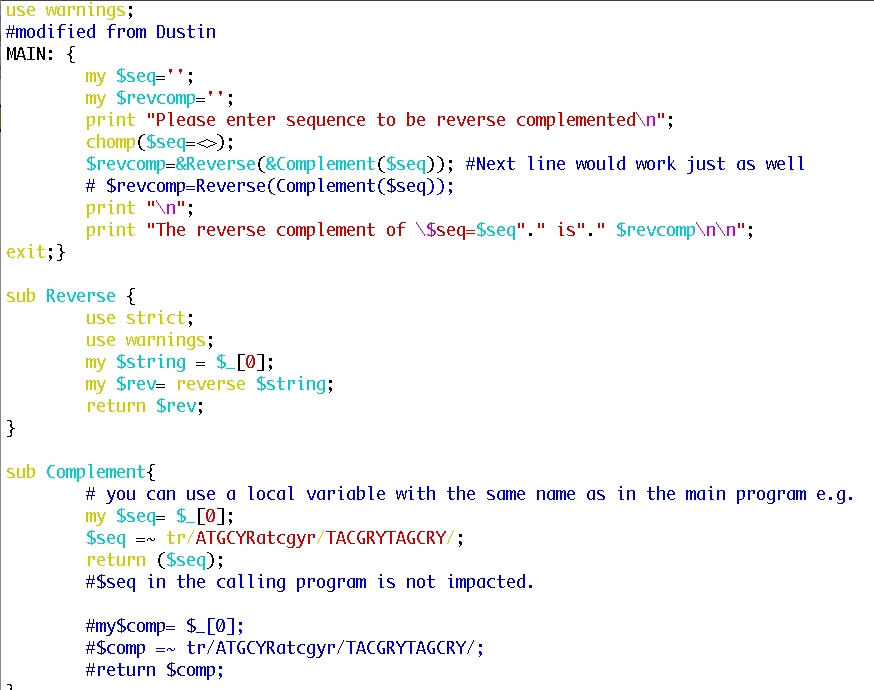 use warnings;
#modified from Dustin
MAIN: {
        my $seq='';
        my $revcomp='';
        print "Please enter sequence to be reverse complemented\n";
        chomp($seq=<>);
        $revcomp=&Reverse(&Complement($seq)); #Next line would work just as well
        # $revcomp=Reverse(Complement($seq));
        print "\n";
        print "The reverse complement of \$seq=$seq"." is"." $revcomp\n\n";
exit;}

sub Reverse {
        use strict;
        use warnings;
        my $string = $_[0];
        my $rev= reverse $string;
        return $rev;
}

sub Complement{
        # you can use a local variable with the same name as in the main program e.g.
        my $seq= $_[0];
        $seq =~ tr/ATGCYRatcgyr/TACGRYTAGCRY/;
        return ($seq);
        #$seq in the calling program is not impacted.

        #my$comp= $_[0];
        #$comp =~ tr/ATGCYRatcgyr/TACGRYTAGCRY/;
        #return $comp;
}